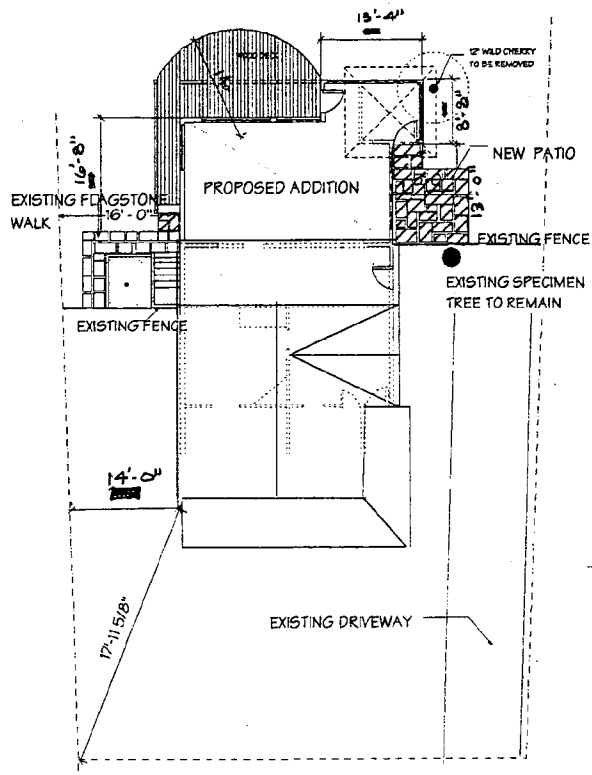 13'-4"
12" WILD CHERRY
TO BE REMOVED
8'-8"
16'-8"
NEW PATIO
PROPOSED ADDITION
EXISTING FLAGSTONE
WALK
16'-0"
13'-0"
EXISTING FENCE
EXISTING SPECIMEN
TREE TO REMAIN
EXISTING FENCE
14'-0"
17'-11 5/8"
EXISTING DRIVEWAY